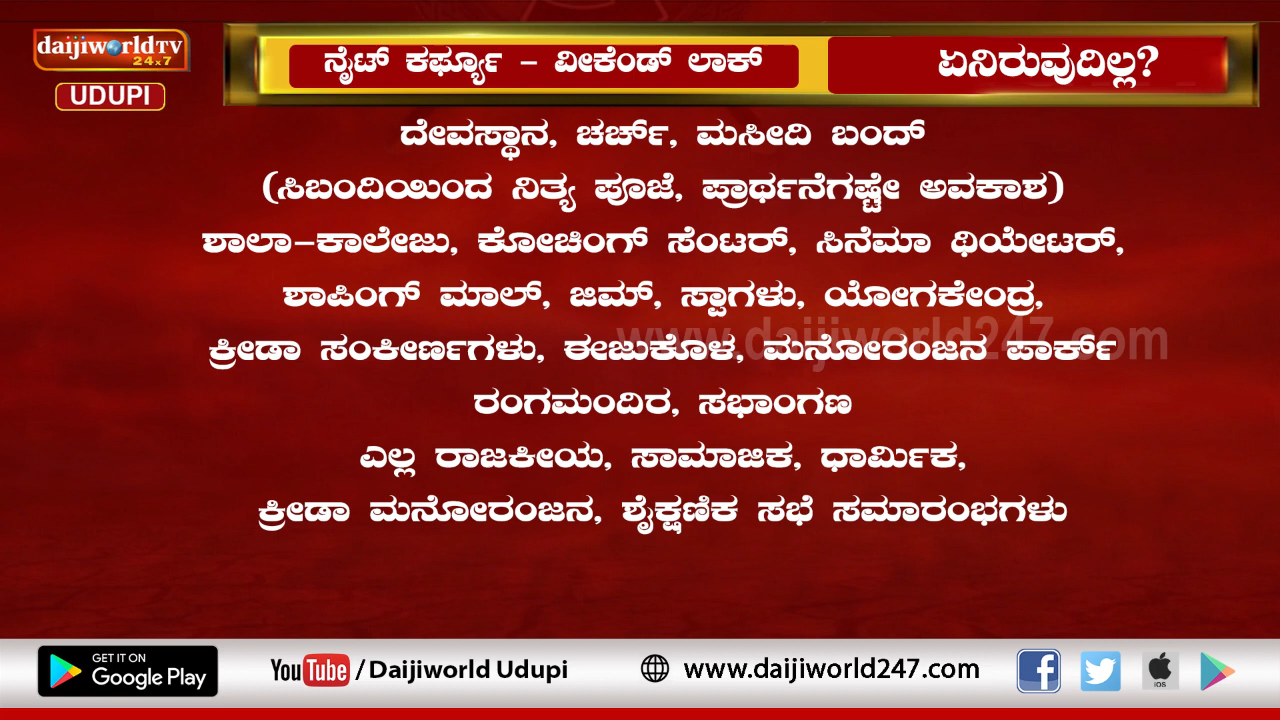 daijiworld TV
24x7
UDUPI
ನೈಟ್ ಕರ್ಫ್ಯೂ - ವೀಕೆಂಡ್ ಲಾಕ್
ಏನಿರುವುದಿಲ್ಲ?
ದೇವಸ್ಥಾನ, ಚರ್ಚ್, ಮಸೀದಿ ಬಂದ್
(ಸಿಬಂದಿಯಿಂದ ನಿತ್ಯ ಪೂಜೆ, ಪ್ರಾರ್ಥನೆಗಷ್ಟೇ ಅವಕಾಶ)
ಶಾಲಾ-ಕಾಲೇಜು, ಕೋಚಿಂಗ್ ಸೆಂಟರ್, ಸಿನೆಮಾ ಥಿಯೇಟರ್,
ಶಾಪಿಂಗ್ ಮಾಲ್, ಜಿಮ್, ಸ್ಪಾಗಳು, ಯೋಗಕೇಂದ್ರ,
www.daijiworld247.com
ಕ್ರೀಡಾ ಸಂಕೀರ್ಣಗಳು, ಈಜುಕೊಳ, ಮನೋರಂಜನ ಪಾರ್ಕ್
ರಂಗಮಂದಿರ, ಸಭಾಂಗಣ
ಎಲ್ಲ ರಾಜಕೀಯ, ಸಾಮಾಜಿಕ, ಧಾರ್ಮಿಕ,
ಕ್ರೀಡಾ ಮನೋರಂಜನ, ಶೈಕ್ಷಣಿಕ ಸಭೆ ಸಮಾರಂಭಗಳು
GET IT ON
Google Play
YouTube / Daijiworld Udupi
www.daijiworld247.com
iOS